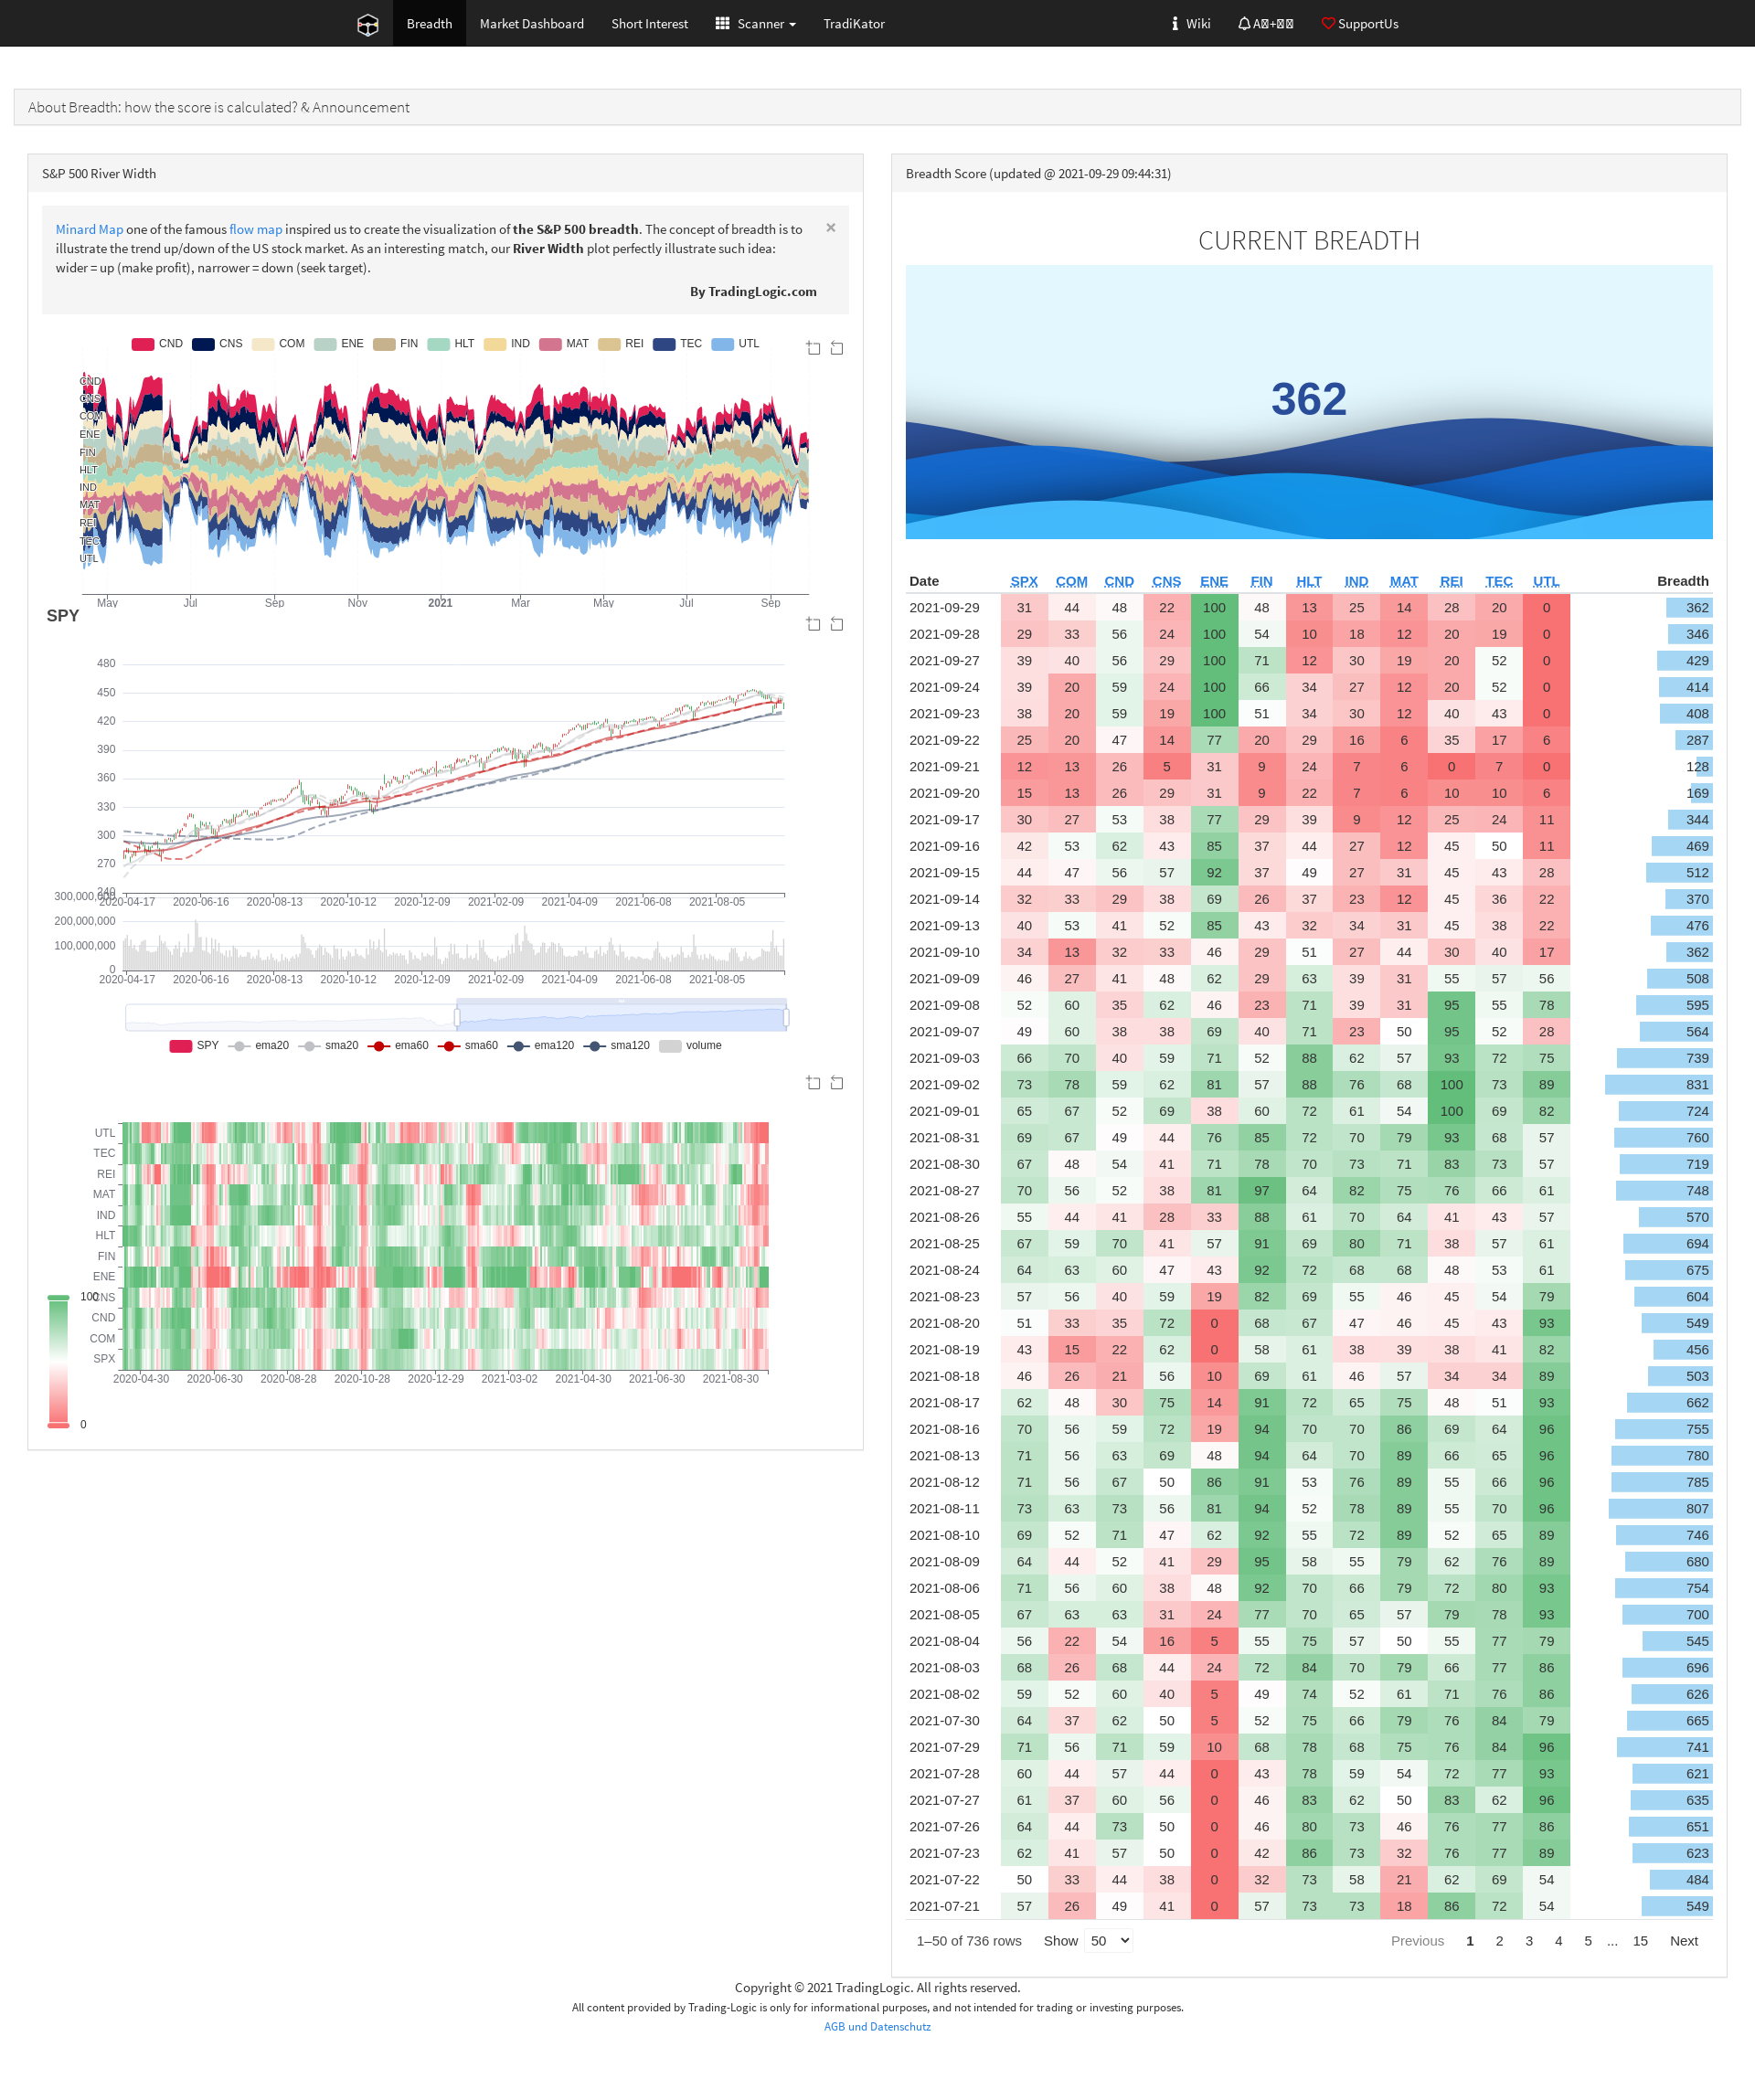 Breadth Market Dashboard Short Interest Scanner TradiKator Wiki SupportUs
About Breadth: how the score is calculated? & Announcement
S&P 500 River Width
Minard Map one of the famous flow map inspired us to create the visualization of the S&P 500 breadth. The concept of breadth is to
illustrate the trend up/down of the US stock market. As an interesting match, our River Width plot perfectly illustrate such idea:
wider = up (make profit), narrower = down (seek target).
×
By TradingLogic.com
CND CNS COM ENE FIN HLT IND MAT REI TEC UTL
CND
CNS
COM
ENE
FIN
HLT
IND
MAT
REI
TEC
UTL
May Jul Sep Nov 2021 Mar May Jul Sep
SPY
480
450
420
390
360
330
300
270
240
2020-04-17 2020-06-16 2020-08-13 2020-10-12 2020-12-09 2021-02-09 2021-04-09 2021-06-08 2021-08-05
300,000,000
200,000,000
100,000,000
0
2020-04-17 2020-06-16 2020-08-13 2020-10-12 2020-12-09 2021-02-09 2021-04-09 2021-06-08 2021-08-05
SPY ema20 sma20 ema60 sma60 ema120 sma120 volume
UTL
TEC
REI
MAT
IND
HLT
FIN
ENE
CNS
CND
COM
SPX
2020-04-30 2020-06-30 2020-08-28 2020-10-28 2020-12-29 2021-03-02 2021-04-30 2021-06-30 2021-08-30
100
0
Breadth Score (updated @ 2021-09-29 09:44:31)
CURRENT BREADTH
362
Date SPX COM CND CNS ENE FIN HLT IND MAT REI TEC UTL Breadth
2021-09-29 31 44 48 22 100 48 13 25 14 28 20 0 362
2021-09-28 29 33 56 24 100 54 10 18 12 20 19 0 346
2021-09-27 39 40 56 29 100 71 12 30 19 20 52 0 429
2021-09-24 39 20 59 24 100 66 34 27 12 20 52 0 414
2021-09-23 38 20 59 19 100 51 34 30 12 40 43 0 408
2021-09-22 25 20 47 14 77 20 29 16 6 35 17 6 287
2021-09-21 12 13 26 5 31 9 24 7 6 0 7 0 128
2021-09-20 15 13 26 29 31 9 22 7 6 10 10 6 169
2021-09-17 30 27 53 38 77 29 39 9 12 25 24 11 344
2021-09-16 42 53 62 43 85 37 44 27 12 45 50 11 469
2021-09-15 44 47 56 57 92 37 49 27 31 45 43 28 512
2021-09-14 32 33 29 38 69 26 37 23 12 45 36 22 370
2021-09-13 40 53 41 52 85 43 32 34 31 45 38 22 476
2021-09-10 34 13 32 33 46 29 51 27 44 30 40 17 362
2021-09-09 46 27 41 48 62 29 63 39 31 55 57 56 508
2021-09-08 52 60 35 62 46 23 71 39 31 95 55 78 595
2021-09-07 49 60 38 38 69 40 71 23 50 95 52 28 564
2021-09-03 66 70 40 59 71 52 88 62 57 93 72 75 739
2021-09-02 73 78 59 62 81 57 88 76 68 100 73 89 831
2021-09-01 65 67 52 69 38 60 72 61 54 100 69 82 724
2021-08-31 69 67 49 44 76 85 72 70 79 93 68 57 760
2021-08-30 67 48 54 41 71 78 70 73 71 83 73 57 719
2021-08-27 70 56 52 38 81 97 64 82 75 76 66 61 748
2021-08-26 55 44 41 28 33 88 61 70 64 41 43 57 570
2021-08-25 67 59 70 41 57 91 69 80 71 38 57 61 694
2021-08-24 64 63 60 47 43 92 72 68 68 48 53 61 675
2021-08-23 57 56 40 59 19 82 69 55 46 45 54 79 604
2021-08-20 51 33 35 72 0 68 67 47 46 45 43 93 549
2021-08-19 43 15 22 62 0 58 61 38 39 38 41 82 456
2021-08-18 46 26 21 56 10 69 61 46 57 34 34 89 503
2021-08-17 62 48 30 75 14 91 72 65 75 48 51 93 662
2021-08-16 70 56 59 72 19 94 70 70 86 69 64 96 755
2021-08-13 71 56 63 69 48 94 64 70 89 66 65 96 780
2021-08-12 71 56 67 50 86 91 53 76 89 55 66 96 785
2021-08-11 73 63 73 56 81 94 52 78 89 55 70 96 807
2021-08-10 69 52 71 47 62 92 55 72 89 52 65 89 746
2021-08-09 64 44 52 41 29 95 58 55 79 62 76 89 680
2021-08-06 71 56 60 38 48 92 70 66 79 72 80 93 754
2021-08-05 67 63 63 31 24 77 70 65 57 79 78 93 700
2021-08-04 56 22 54 16 5 55 75 57 50 55 77 79 545
2021-08-03 68 26 68 44 24 72 84 70 79 66 77 86 696
2021-08-02 59 52 60 40 5 49 74 52 61 71 76 86 626
2021-07-30 64 37 62 50 5 52 75 66 79 76 84 79 665
2021-07-29 71 56 71 59 10 68 78 68 75 76 84 96 741
2021-07-28 60 44 57 44 0 43 78 59 54 72 77 93 621
2021-07-27 61 37 60 56 0 46 83 62 50 83 62 96 635
2021-07-26 64 44 73 50 0 46 80 73 46 76 77 86 651
2021-07-23 62 41 57 50 0 42 86 73 32 76 77 89 623
2021-07-22 50 33 44 38 0 32 73 58 21 62 69 54 484
2021-07-21 57 26 49 41 0 57 73 73 18 86 72 54 549
1–50 of 736 rows Show 50 Previous 1 2 3 4 5 ... 15 Next
Copyright © 2021 TradingLogic. All rights reserved.
All content provided by Trading-Logic is only for informational purposes, and not intended for trading or investing purposes.
AGB und Datenschutz